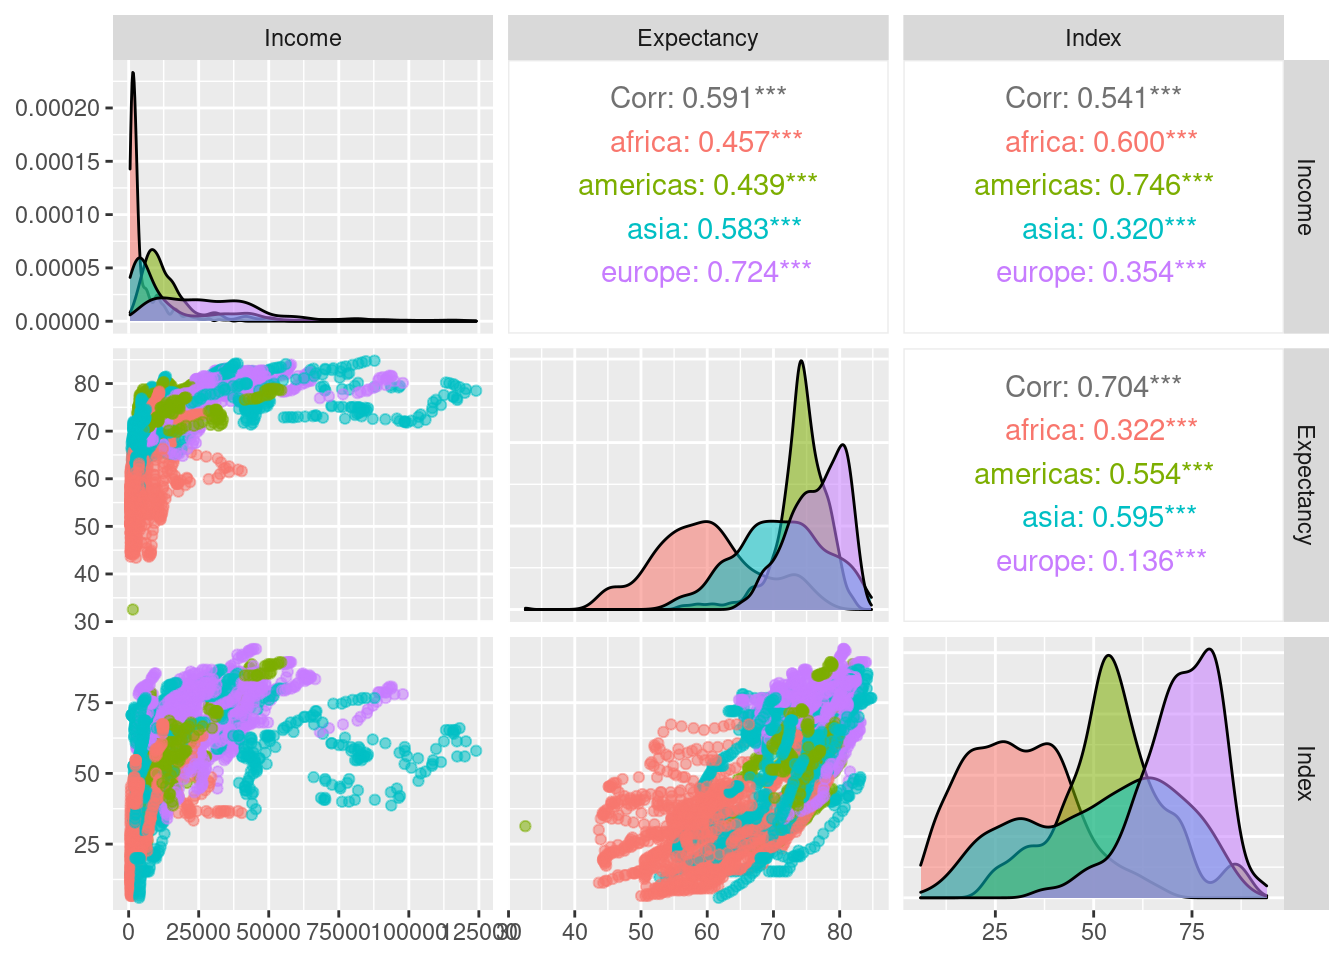 Income Expectancy Index
0.00020
0.00015
0.00010
0.00005
0.00000
Corr: 0.591***
africa: 0.457***
americas: 0.439***
asia: 0.583***
europe: 0.724***
Corr: 0.541***
africa: 0.600***
americas: 0.746***
asia: 0.320***
europe: 0.354***
Income
80
70
60
50
40
30
Corr: 0.704***
africa: 0.322***
americas: 0.554***
asia: 0.595***
europe: 0.136***
Expectancy
75
50
25
Index
0 25000 50000 75000 100000 125000
30 40 50 60 70 80
25 50 75